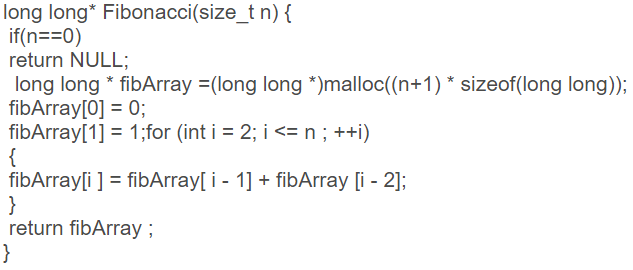 long long* Fibonacci(size_t n) {
if(n==0)
return NULL;
long long * fibArray =(long long *)malloc((n+1) * sizeof(long long));
fibArray[0] = 0;
fibArray[1] = 1;for (int i = 2; i <= n ; ++i)
{
fibArray[i ] = fibArray[ i - 1] + fibArray [i - 2];
}
return fibArray ;
}